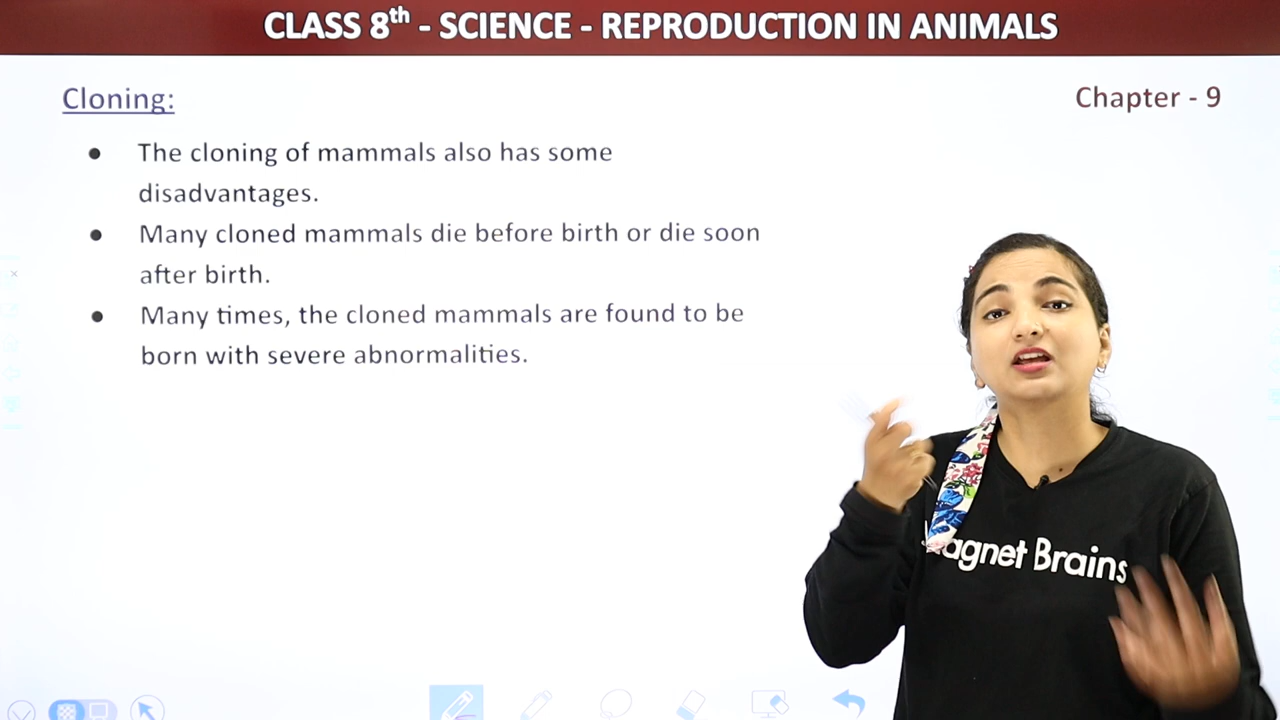 CLASS 8th - SCIENCE - REPRODUCTION IN ANIMALS
Cloning:
Chapter - 9
● The cloning of mammals also has some
disadvantages.
● Many cloned mammals die before birth or die soon
after birth.
● Many times, the cloned mammals are found to be
born with severe abnormalities.
agnet Brains